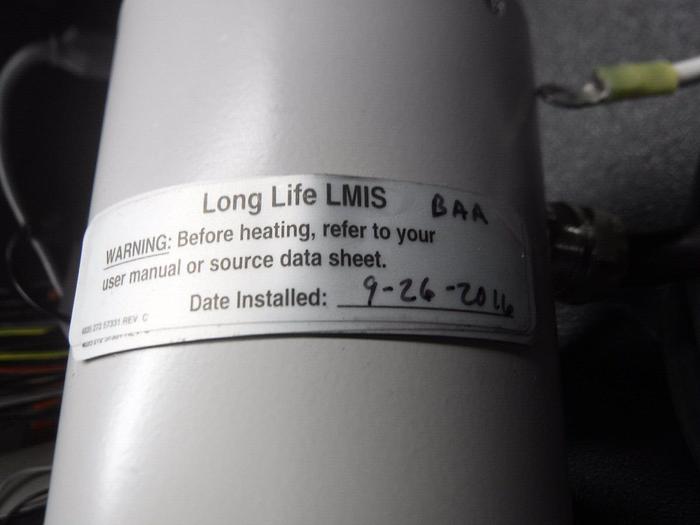 Long Life LMIS BAA
WARNING: Before heating, refer to your
user manual or source data sheet.
Date Installed: 9-26-2016
REV C